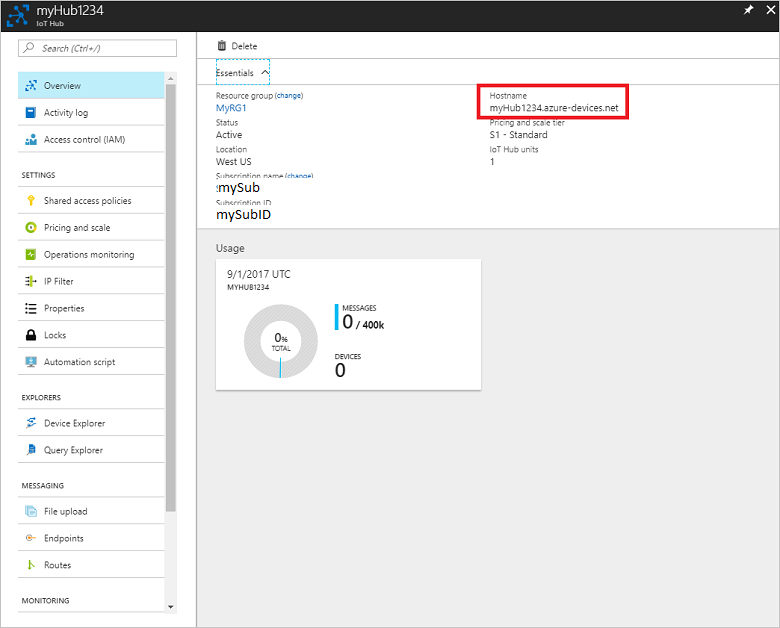 myHub1234
IoT Hub
Search (Ctrl+/)
Overview
Activity log
Access control (IAM)
SETTINGS
Shared access policies
Pricing and scale
Operations monitoring
IP Filter
Properties
Locks
Automation script
EXPLORERS
Device Explorer
Query Explorer
MESSAGING
File upload
Endpoints
Routes
MONITORING
Delete
Essentials
Resource group (change)
MyRG1
Status
Active
Location
West US
Subscription name (change)
mySub
Subscription ID
mySubID
Hostname
myHub1234.azure-devices.net
Pricing and scale tier
S1 - Standard
IoT Hub units
1
Usage
9/1/2017 UTC
MYHUB1234
0%
TOTAL
MESSAGES
0 / 400k
DEVICES
0